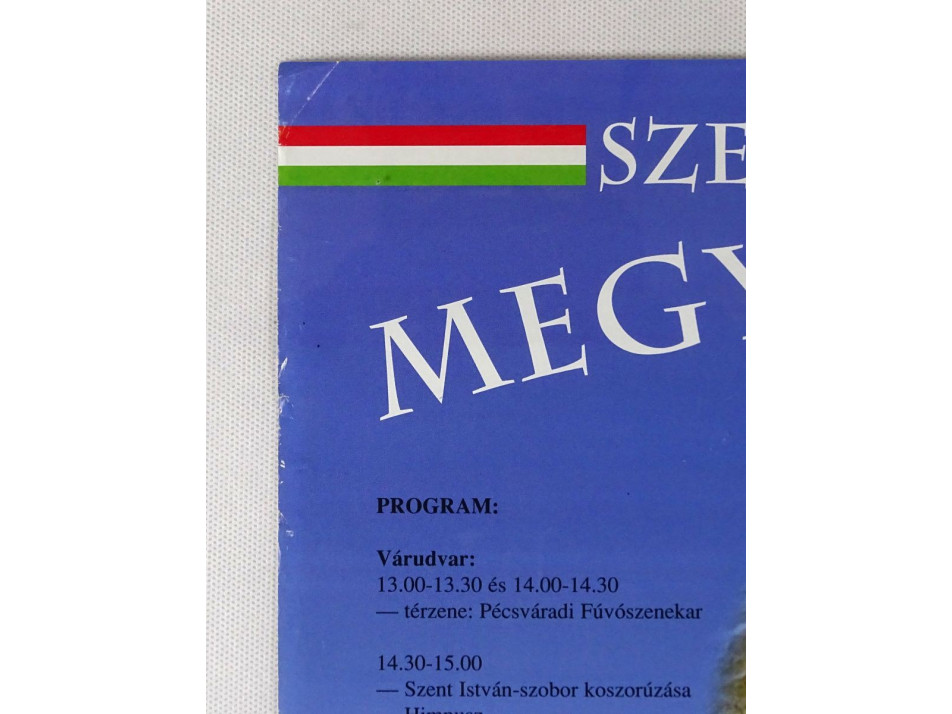 SZE
MEGY
PROGRAM:
Várudvar:
13.00-13.30 és 14.00-14.30
— térzene: Pécsváradi Fúvószenekar
14.30-15.00
— Szent István-szobor koszorúzása
— Himnusz